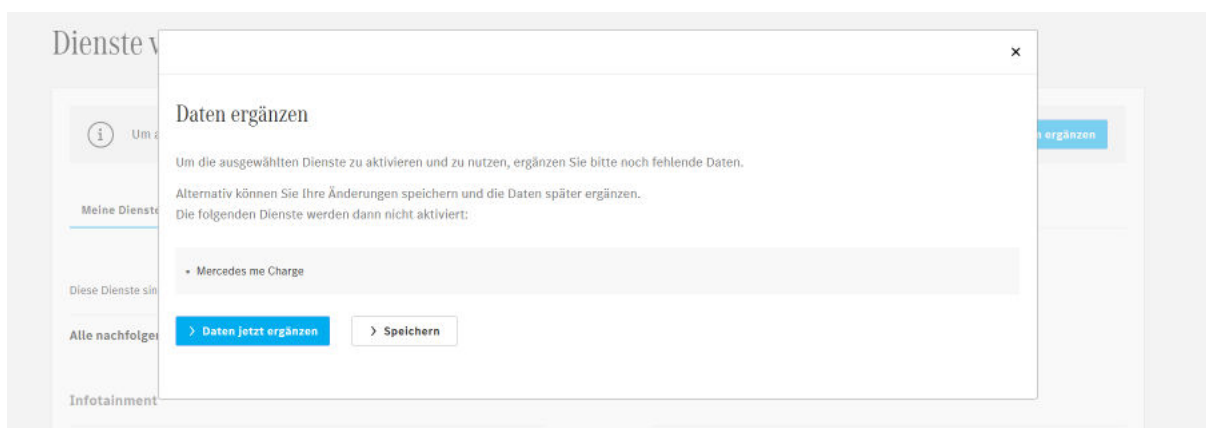 Dienste v
×
Daten ergänzen
i Um a
n ergänzen
Um die ausgewählten Dienste zu aktivieren und zu nutzen, ergänzen Sie bitte noch fehlende Daten.
Alternativ können Sie Ihre Änderungen speichern und die Daten später ergänzen.
Meine Dienste
Die folgenden Dienste werden dann nicht aktiviert:
• Mercedes me Charge
Diese Dienste sin
Alle nachfolger
> Daten jetzt ergänzen
> Speichern
Infotainment